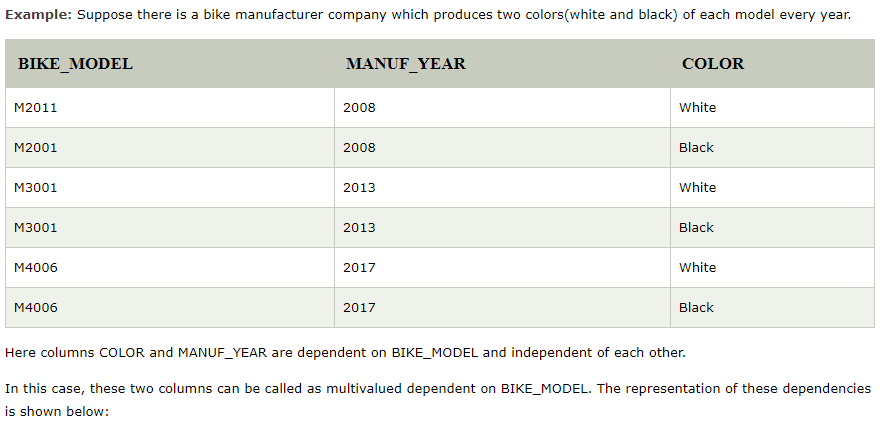 Example: Suppose there is a bike manufacturer company which produces two colors(white and black) of each model every year.
BIKE_MODEL MANUF_YEAR COLOR
M2011 2008 White
M2001 2008 Black
M3001 2013 White
M3001 2013 Black
M4006 2017 White
M4006 2017 Black
Here columns COLOR and MANUF_YEAR are dependent on BIKE_MODEL and independent of each other.
In this case, these two columns can be called as multivalued dependent on BIKE_MODEL. The representation of these dependencies
is shown below: